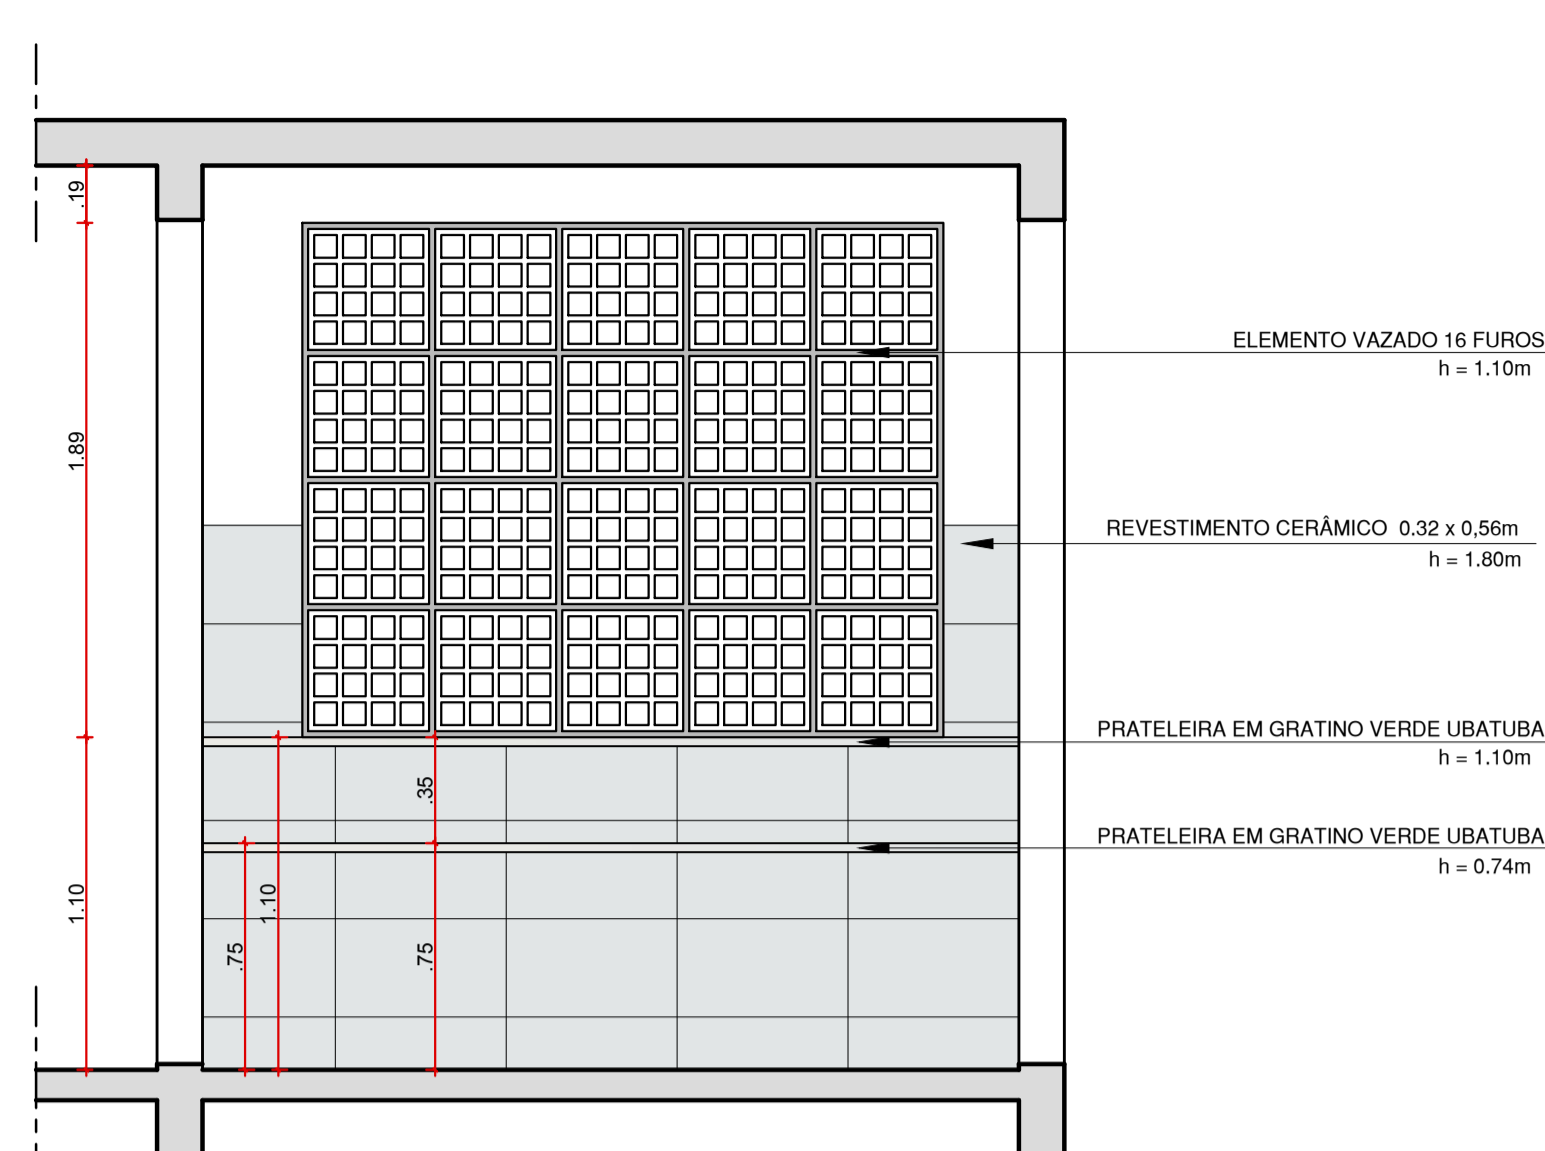 .19
ELEMENTO VAZADO 16 FUROS
h = 1.10m
1.89
REVESTIMENTO CERÂMICO 0.32 x 0,56m
h = 1.80m
PRATELEIRA EM GRATINO VERDE UBATUBA
h = 1.10m
.35
PRATELEIRA EM GRATINO VERDE UBATUBA
h = 0.74m
1.10
1.10
.75
.75